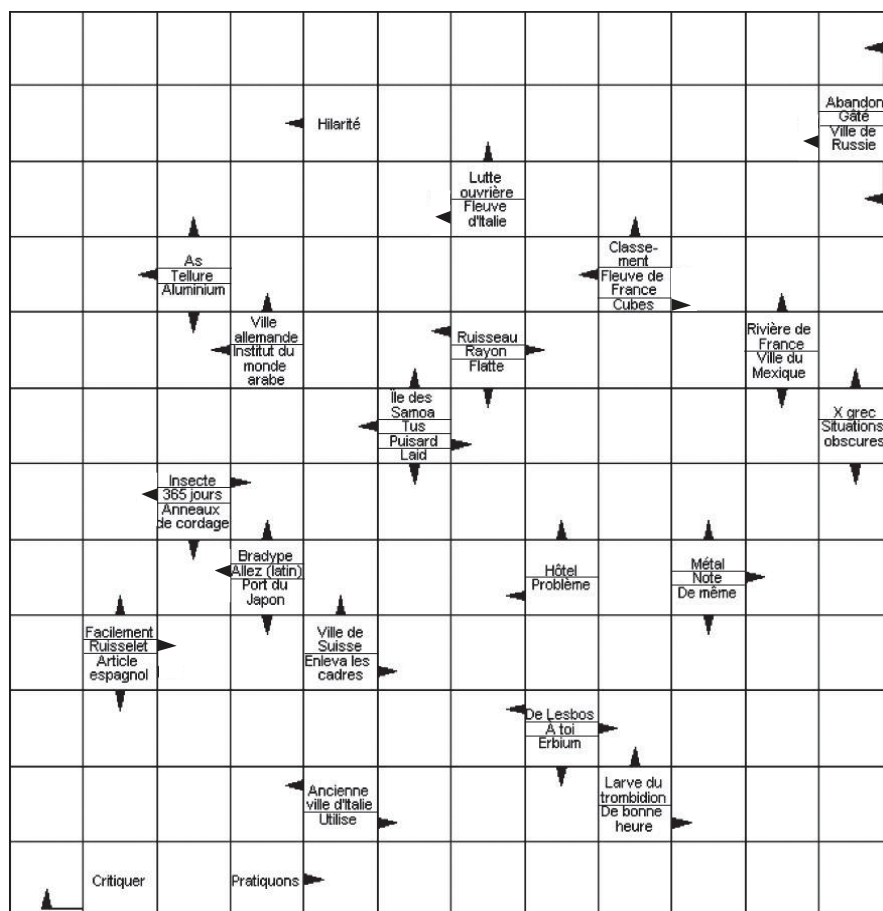 Hilarité
Abandon
Gâté
Ville de
Russie
Lutte
ouvrière
Fleuve
d'Italie
As
Tellure
Aluminium
Classe-
ment
Fleuve de
France
Cubes
Ville
allemande
Institut du
monde
arabe
Ruisseau
Rayon
Flatte
Rivière de
France
Ville du
Mexique
Île des
Samoa
Tus
Puisard
Laid
X grec
Situations
obscures
Insecte
365 jours
Anneaux
de cordage
Bradype
Allez (latin)
Port du
Japon
Hôtel
Problème
Métal
Note
De même
Facilement
Ruisselet
Article
espagnol
Ville de
Suisse
Enleva les
cadres
De Lesbos
À toi
Erbium
Ancienne
ville d'Italie
Utilise
Larve du
trombidion
De bonne
heure
Critiquer
Pratiquons